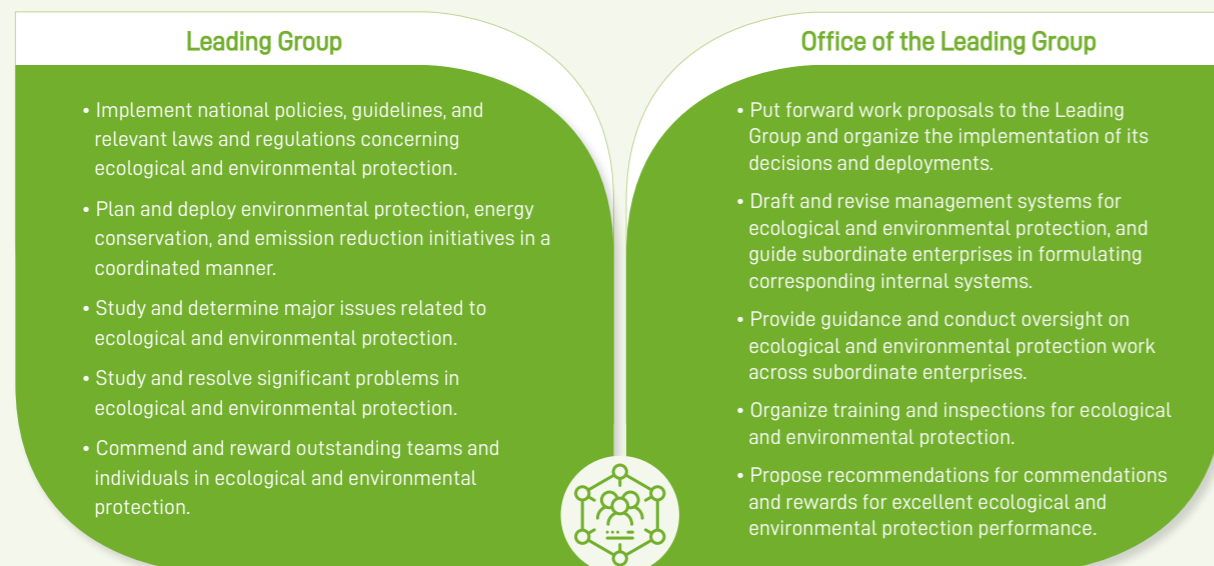 Leading Group
• Implement national policies, guidelines, and
relevant laws and regulations concerning
ecological and environmental protection.
• Plan and deploy environmental protection, energy
conservation, and emission reduction initiatives in a
coordinated manner.
• Study and determine major issues related to
ecological and environmental protection.
• Study and resolve significant problems in
ecological and environmental protection.
• Commend and reward outstanding teams and
individuals in ecological and environmental
protection.
Office of the Leading Group
• Put forward work proposals to the Leading
Group and organize the implementation of its
decisions and deployments.
• Draft and revise management systems for
ecological and environmental protection, and
guide subordinate enterprises in formulating
corresponding internal systems.
• Provide guidance and conduct oversight on
ecological and environmental protection work
across subordinate enterprises.
• Organize training and inspections for ecological
and environmental protection.
• Propose recommendations for commendations
and rewards for excellent ecological and
environmental protection performance.